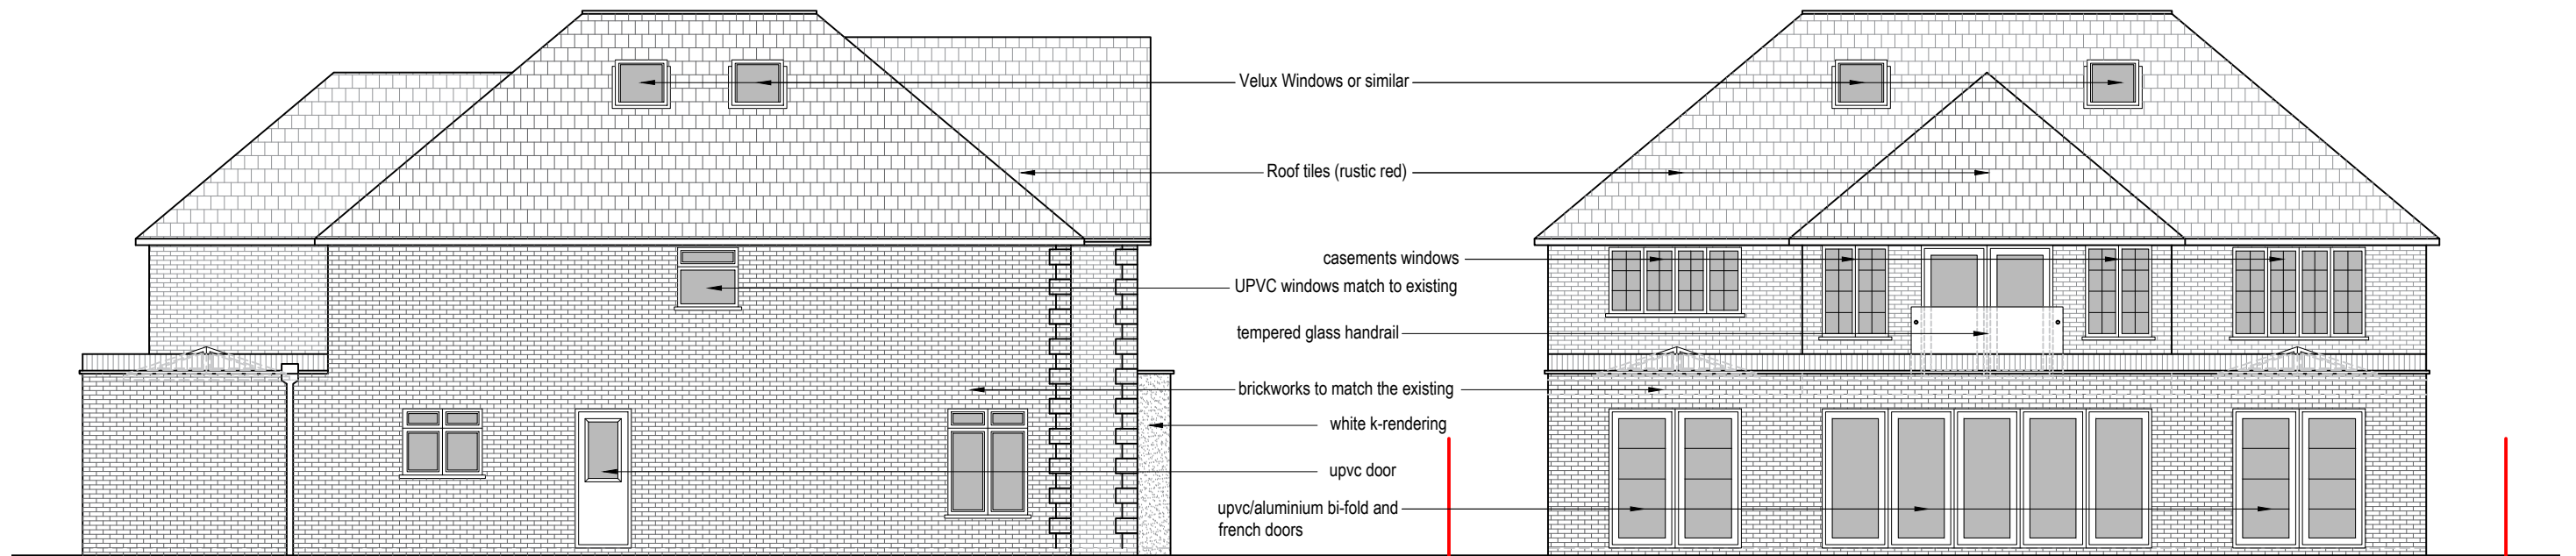 Velux Windows or similar
Roof tiles (rustic red)
casements windows
UPVC windows match to existing
tempered glass handrail
brickworks to match the existing
white k-rendering
upvc door
upvc/aluminium bi-fold and
french doors